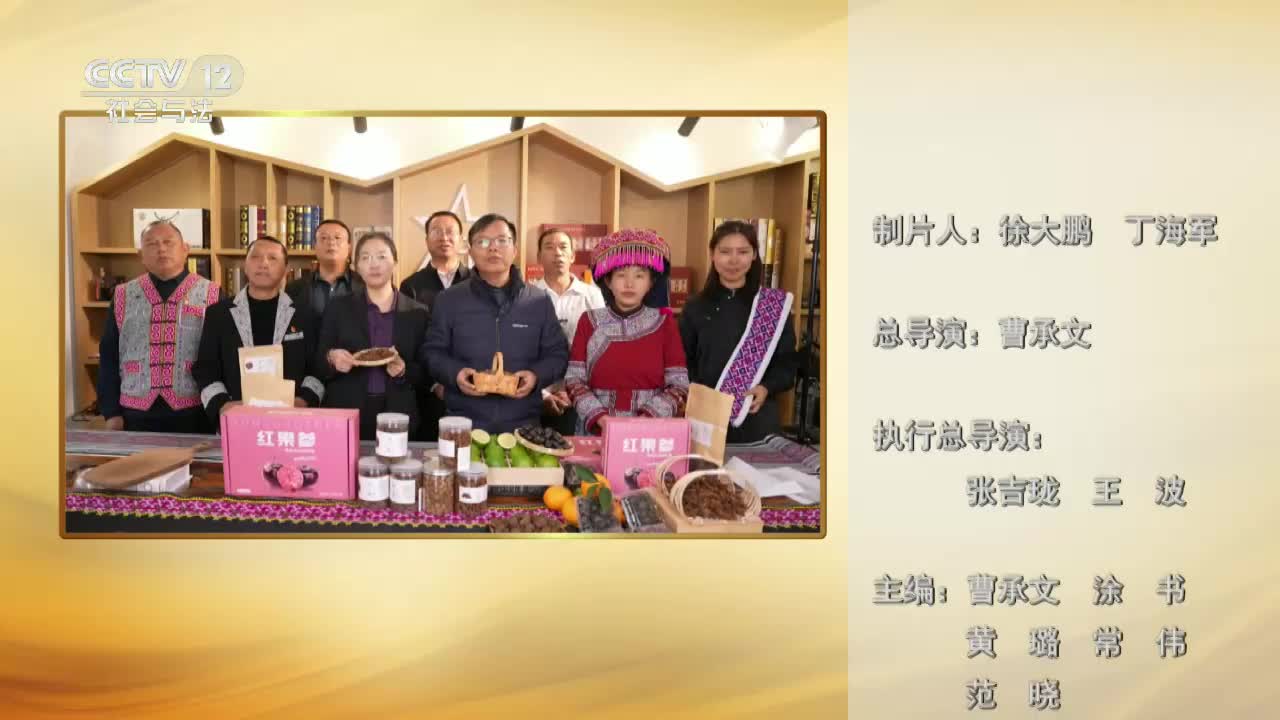 CCTV 12
社会与法
红果参
红果参
制片人：徐大鹏 丁海军
总导演：曹承文
执行总导演：
张吉珑 王 波
主编：曹承文 涂 书
黄 璐 常 伟
范 晓